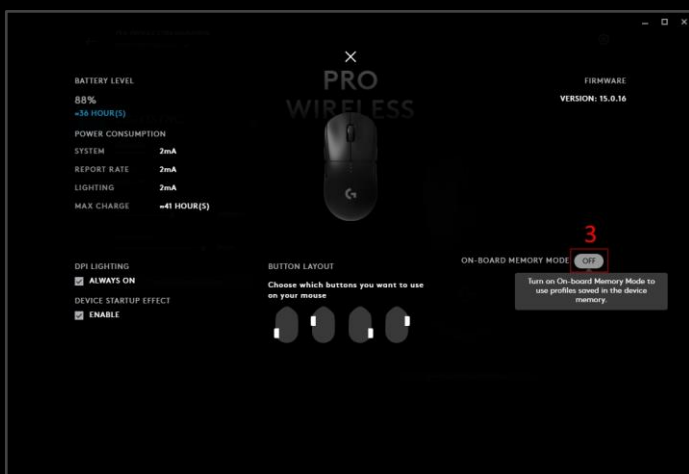 BATTERY LEVEL
88%
≈36 HOUR(S)
POWER CONSUMPTION
SYSTEM 2mA
REPORT RATE 2mA
LIGHTING 2mA
MAX CHARGE ≈41 HOUR(S)
PRO
WIRELESS
FIRMWARE
VERSION: 15.0.16
DPI LIGHTING
ALWAYS ON
DEVICE STARTUP EFFECT
ENABLE
BUTTON LAYOUT
Choose which buttons you want to use
on your mouse
3
ON-BOARD MEMORY MODE OFF
Turn on On-board Memory Mode to
use profiles saved in the device
memory.